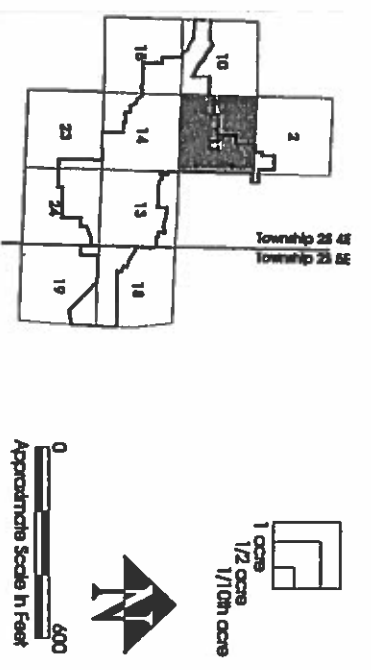 15
10
11
2
23
14
24
13
19
18
Township 2S 4E
Township 2S 5E
1 acre
1/2 acre
1/10th acre
N
0 600
Approximate Scale in Feet